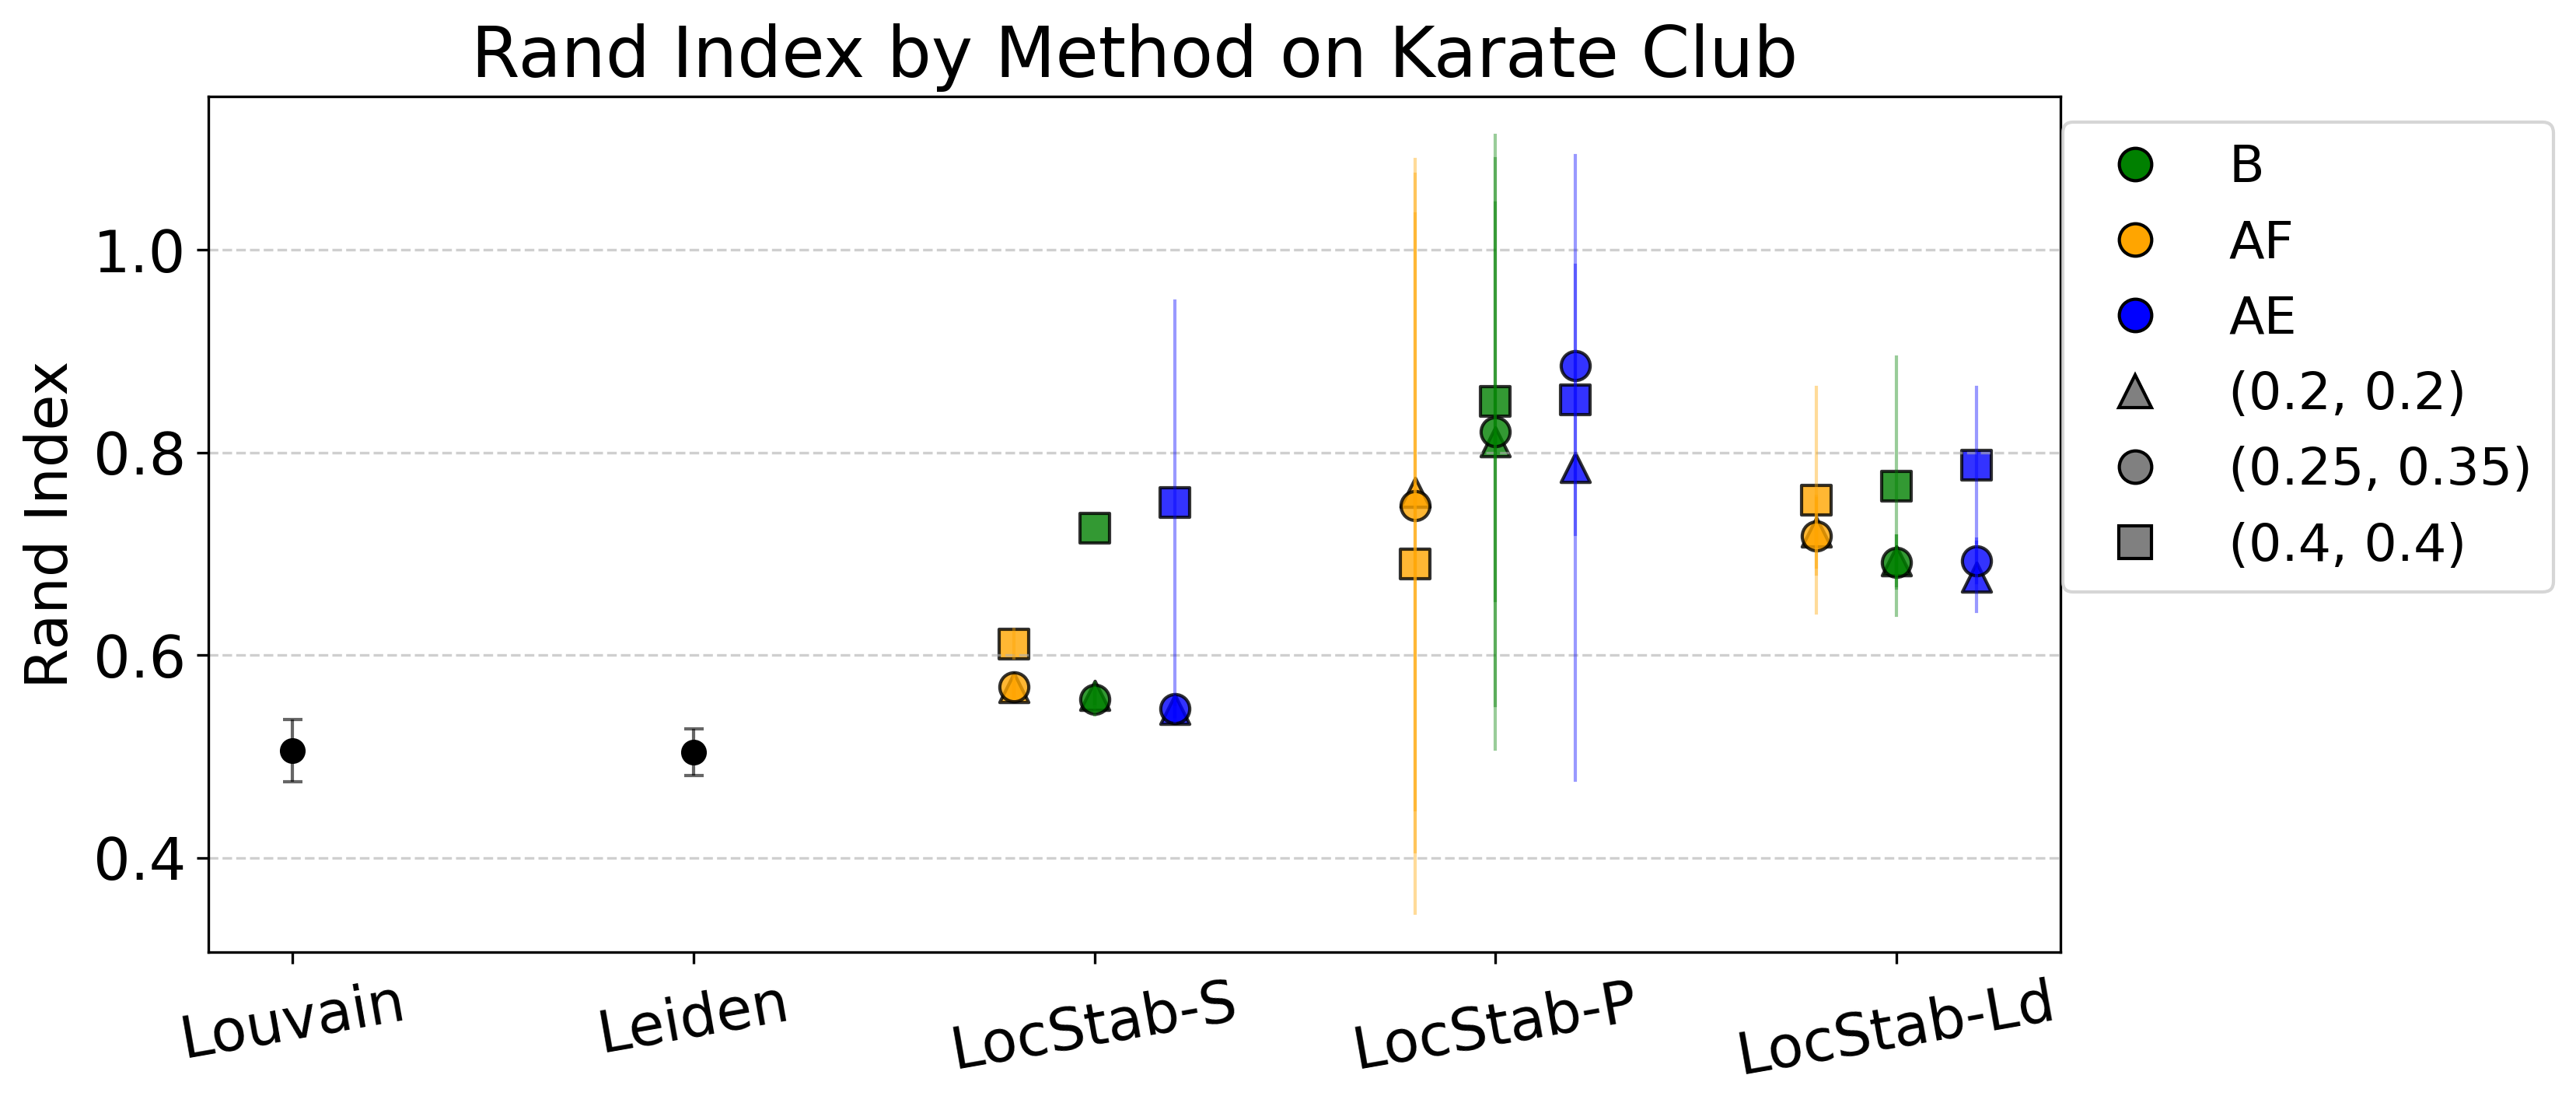 Rand Index by Method on Karate Club
Rand Index
1.0
0.8
0.6
0.4
Louvain
Leiden
LocStab-S
LocStab-P
LocStab-Ld
B
AF
AE
(0.2, 0.2)
(0.25, 0.35)
(0.4, 0.4)